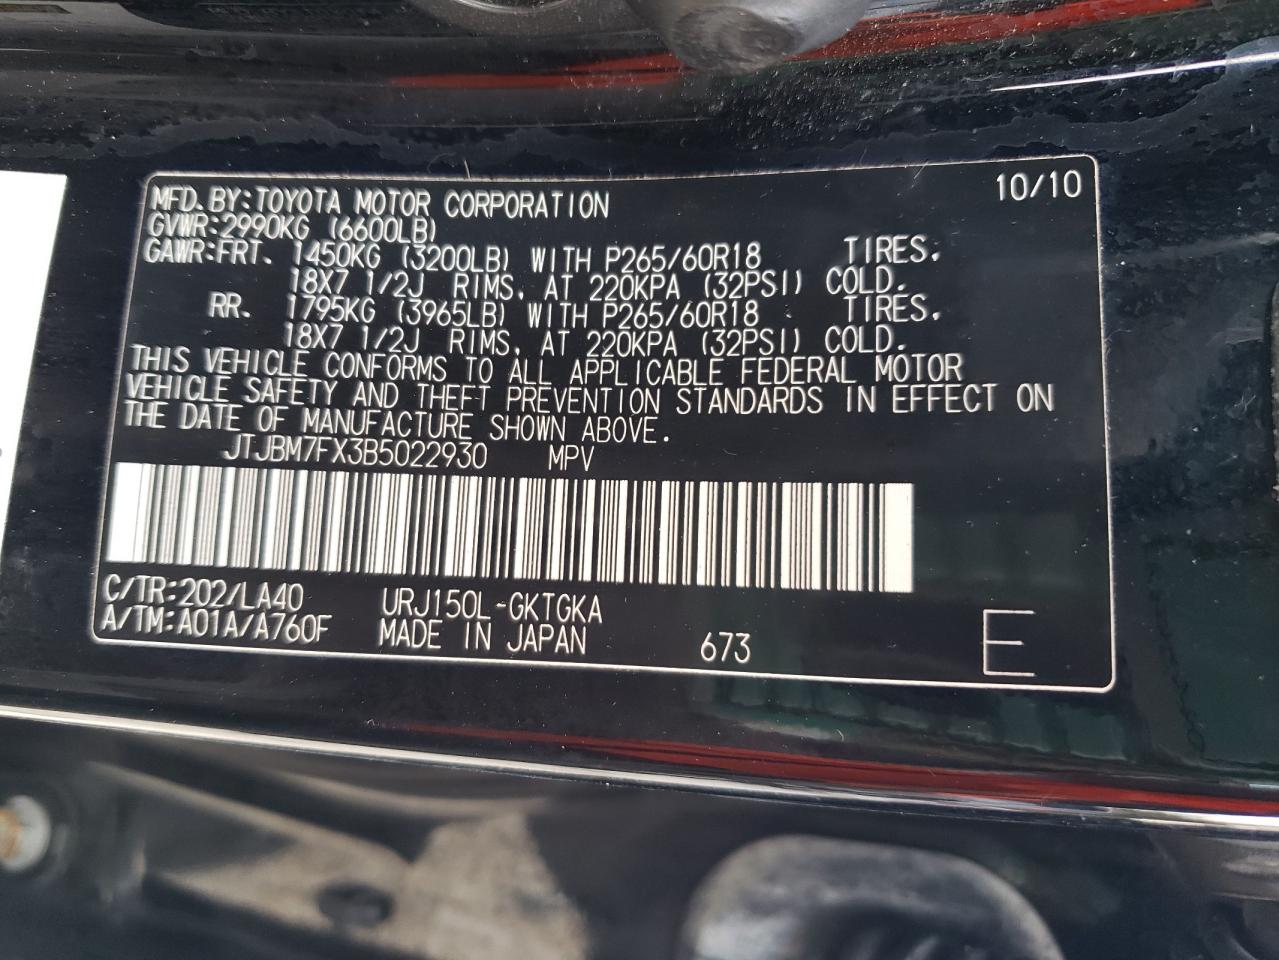 MFD. BY: TOYOTA MOTOR CORPORATION 10/10
GVWR: 2990KG (6600LB)
GAWR: FRT. 1450KG (3200LB) WITH P265/60R18 TIRES.
18X7 1/2J RIMS, AT 220KPA (32PSI) COLD.
RR. 1795KG (3965LB) WITH P265/60R18 TIRES.
18X7 1/2J RIMS, AT 220KPA (32PSI) COLD.
THIS VEHICLE CONFORMS TO ALL APPLICABLE FEDERAL MOTOR
VEHICLE SAFETY AND THEFT PREVENTION STANDARDS IN EFFECT ON
THE DATE OF MANUFACTURE SHOWN ABOVE.
JTJBM7FX3B5022930 MPV
C/TR: 202/LA40 URJ150L-GKTGKA
A/TM: A01A/A760F MADE IN JAPAN 673 E